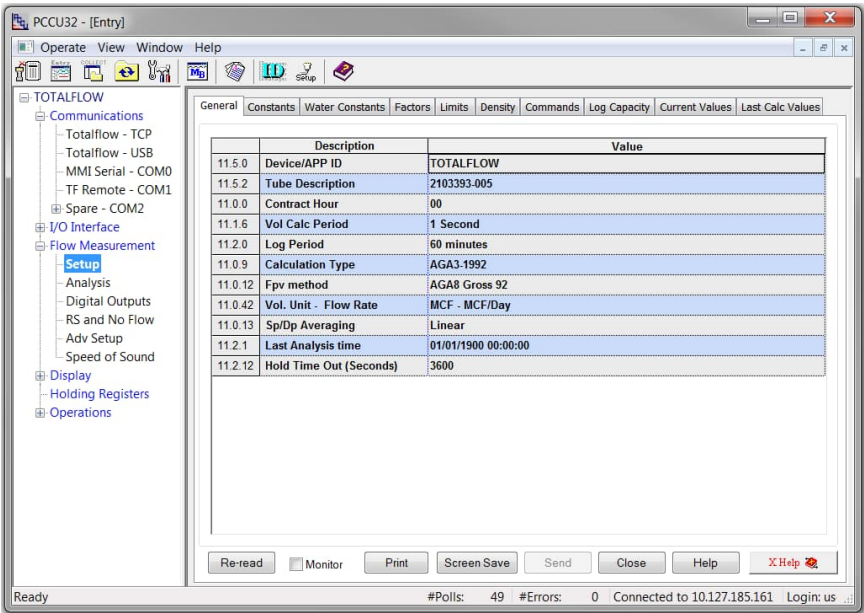 PCCU32 - [Entry]
Operate View Window Help
Entry COLLECT MB ID Setup
TOTALFLOW
Communications
Totalflow - TCP
Totalflow - USB
MMI Serial - COM0
TF Remote - COM1
Spare - COM2
I/O Interface
Flow Measurement
Setup
Analysis
Digital Outputs
RS and No Flow
Adv Setup
Speed of Sound
Display
Holding Registers
Operations
General Constants Water Constants Factors Limits Density Commands Log Capacity Current Values Last Calc Values
Description Value
11.5.0 Device/APP ID TOTALFLOW
11.5.2 Tube Description 2103393-005
11.0.0 Contract Hour 00
11.1.6 Vol Calc Period 1 Second
11.2.0 Log Period 60 minutes
11.0.9 Calculation Type AGA3-1992
11.0.12 Fpv method AGA8 Gross 92
11.0.42 Vol. Unit - Flow Rate MCF - MCF/Day
11.0.13 Sp/Dp Averaging Linear
11.2.1 Last Analysis time 01/01/1900 00:00:00
11.2.12 Hold Time Out (Seconds) 3600
Re-read Monitor Print Screen Save Send Close Help X Help
Ready #Polls: 49 #Errors: 0 Connected to 10.127.185.161 Login: us